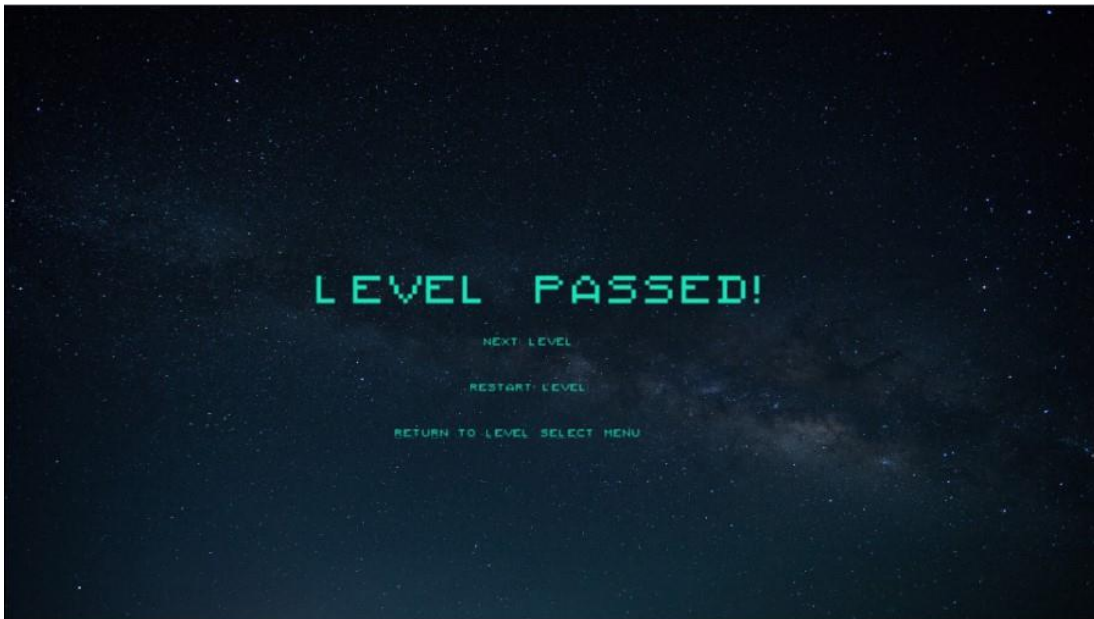 LEVEL PASSED!
NEXT LEVEL
RESTART LEVEL
RETURN TO LEVEL SELECT MENU